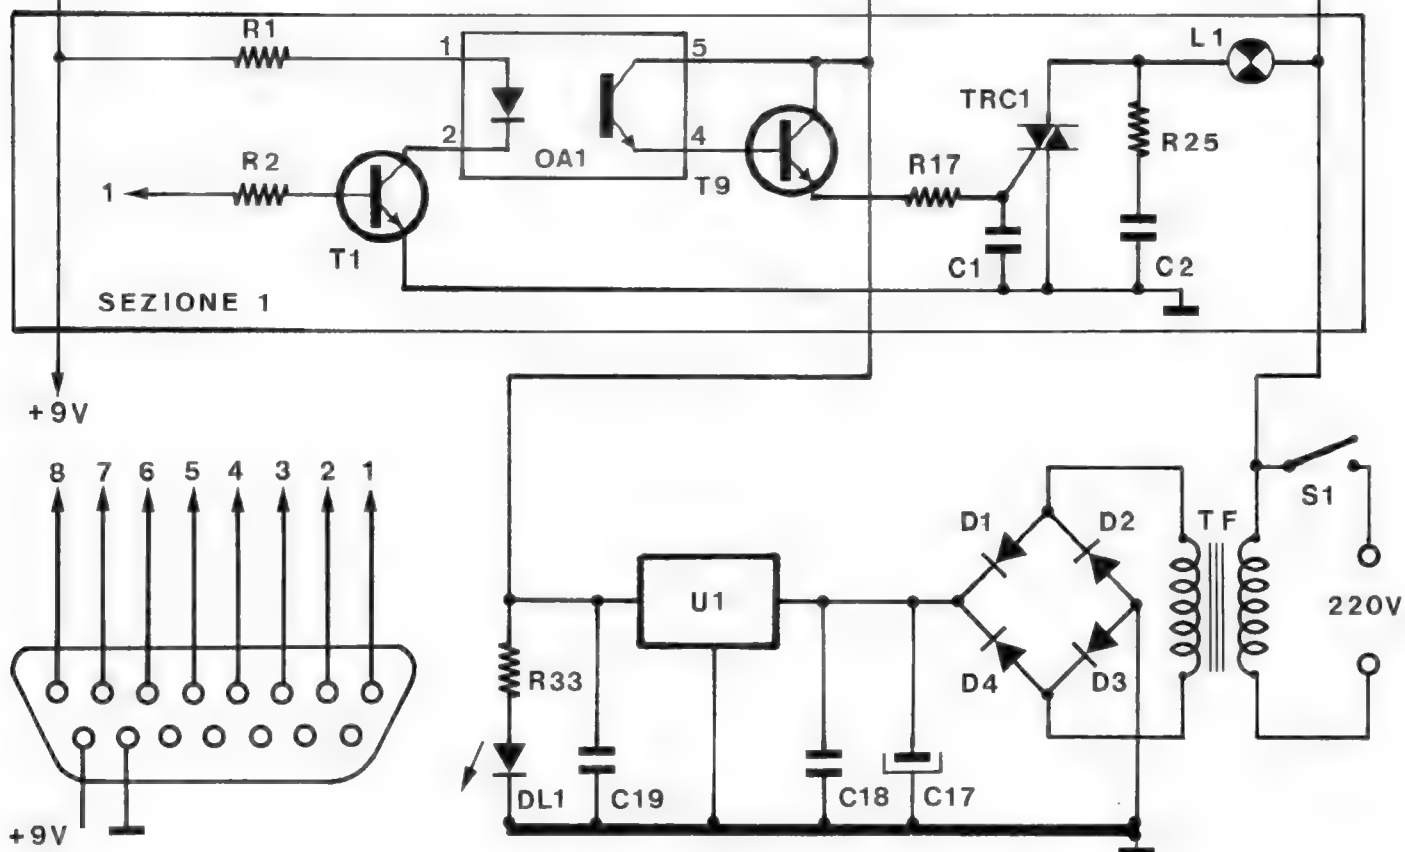 R1
1
5
L1
TRC1
2
4
R25
R2
OA1
T9
R17
1
T1
C1
C2
SEZIONE 1
+9V
8 7 6 5 4 3 2 1
S1
D1
D2
TF
U1
220V
R33
D4
D3
DL1
C19
C18
C17
+9V